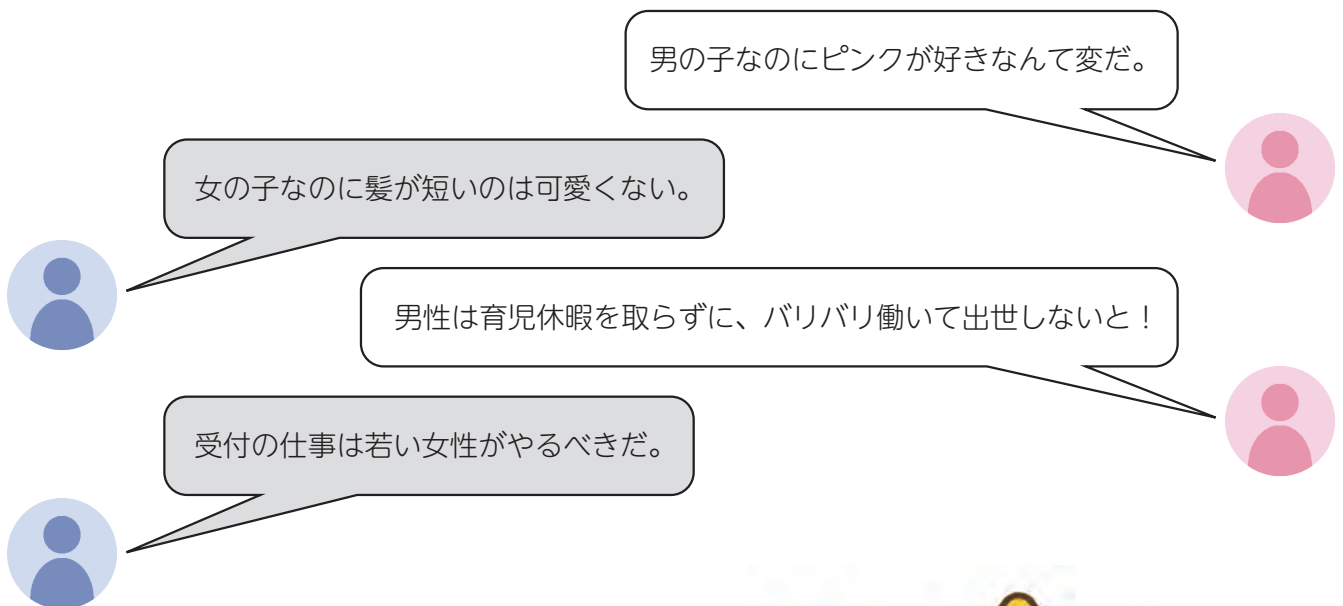 男の子なのにピンクが好きなんて変だ。
女の子なのに髪が短いのは可愛くない。
男性は育児休暇を取らずに、バリバリ働いて出世しないと！
受付の仕事は若い女性がやるべきだ。